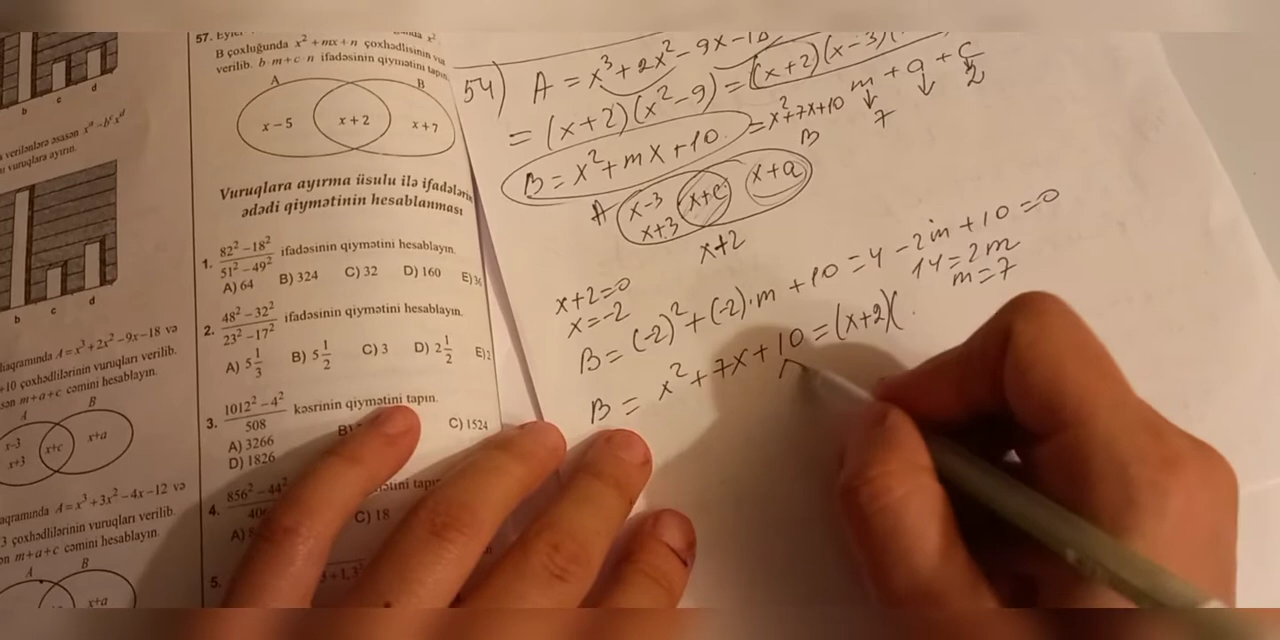 b
c
d
verilənlərə əsasən
vuruqlara ayırın.
b
c
d
diaqramında A = x³ + 2x² − 9x − 18 və
+10 çoxhədlilərinin vuruqları verilib.
m + a + c cəmini hesablayın.
A
B
x−3
x+3
x+c
x+a
A = x³ + 3x² − 4x − 12 və
çoxhədlilərinin vuruqları verilib.
m + a + c cəmini hesablayın.
A
B
x+a
57.
B çoxluğunda x² + mx + n çoxhədlisinin
verilib. b·m + c·n ifadəsinin qiymətini tapın.
A
B
x − 5
x + 2
x + 7
Vuruqlara ayırma üsulu ilə ifadələrin
ədədi qiymətinin hesablanması
1. (82² − 18²)/(51² − 49²) ifadəsinin qiymətini hesablayın.
A) 64 B) 324 C) 32 D) 160 E)
2. (48² − 32²)/(23² − 17²) ifadəsinin qiymətini hesablayın.
A) 5 1/3 B) 5 1/2 C) 3 D) 2 1/2 E) 2
3. (1012² − 4²)/508 kəsrinin qiymətini tapın.
A) 3266 C) 1524
D) 1826
4. 856² − 44²
A) C) 18
5.
54) A = x³ + 2x² − 9x − 18
= (x+2)(x² − 9) = (x+2)(x−3)(
m + a + c
7 2
B = x² + mx + 10 = x² + 7x + 10
A B
x−3
x+3
x+c
x+a
x+2
x+2=0
x=−2
B = (−2)² + (−2)·m + 10 = 4 − 2m + 10 = 0
14 = 2m
m = 7
B = x² + 7x + 10 = (x+2)(